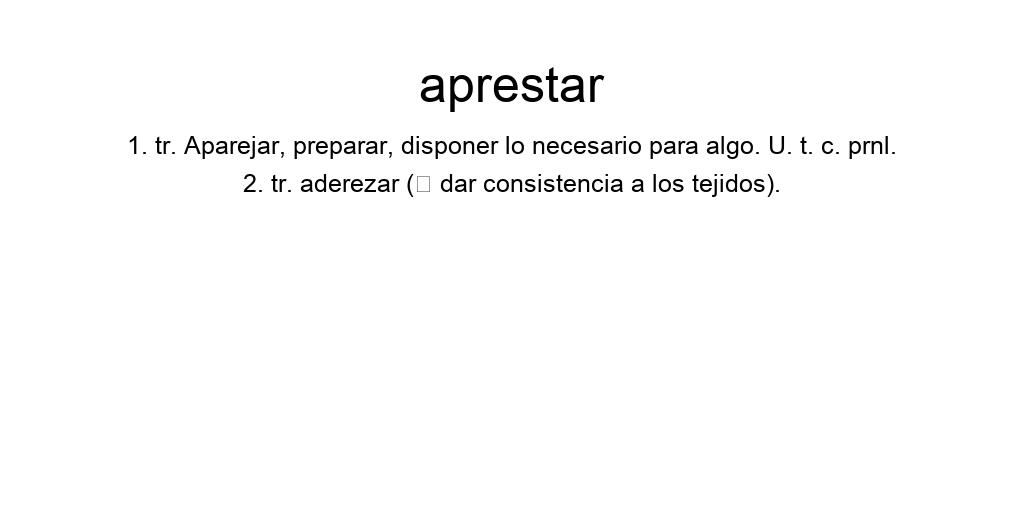 aprestar
1. tr. Aparejar, preparar, disponer lo necesario para algo. U. t. c. prnl.
2. tr. aderezar (□ dar consistencia a los tejidos).